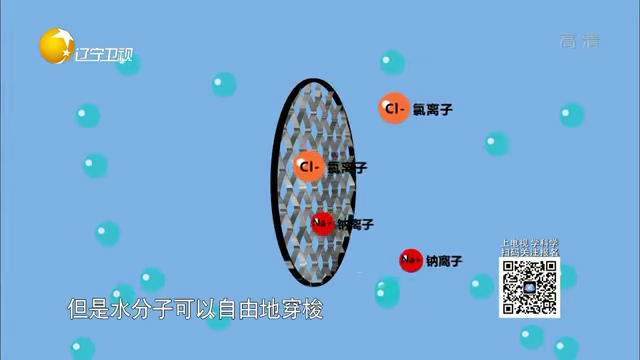 辽宁卫视
高清
Cl-
氯离子
Cl-
氯离子
Na+
钠离子
Na+
钠离子
上电视 学科学
扫码关注报名
但是水分子可以自由地穿梭